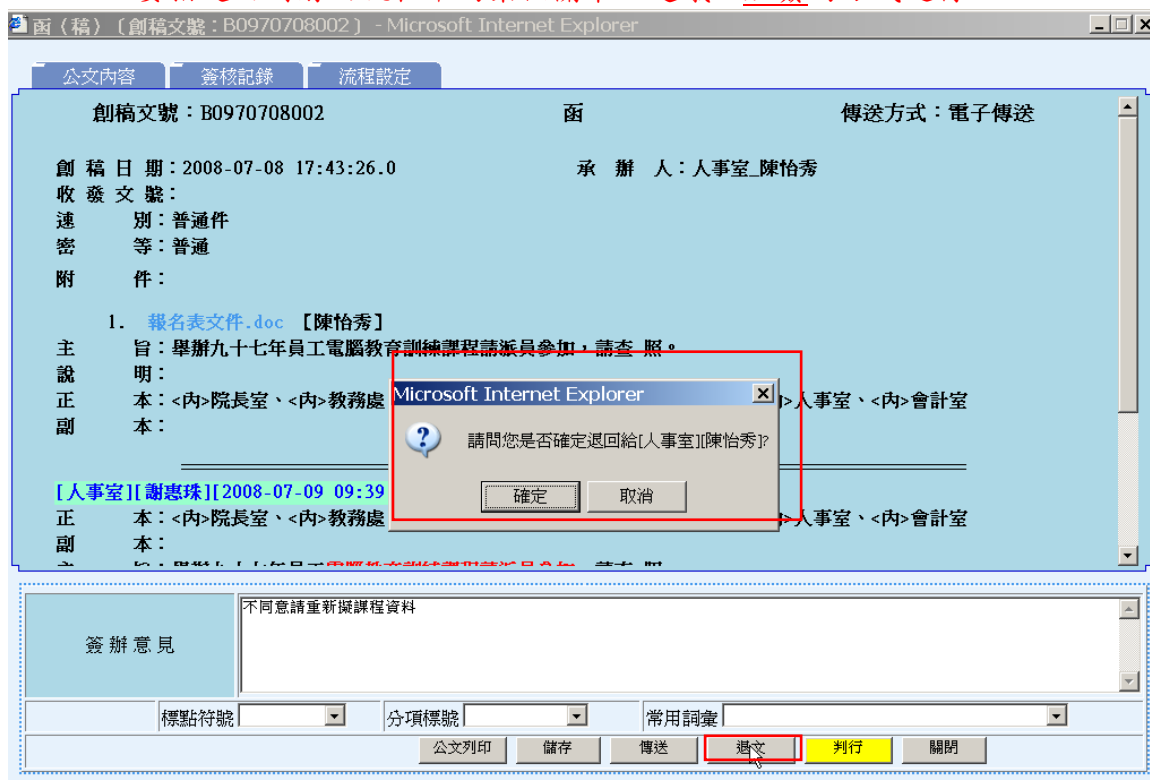 函（稿）〔創稿文號：B0970708002〕 - Microsoft Internet Explorer
公文內容 簽核記錄 流程設定
創稿文號：B0970708002 函 傳送方式：電子傳送
創 稿 日 期：2008-07-08 17:43:26.0 承 辦 人：人事室_陳怡秀
收 發 文 號：
速 別：普通件
密 等：普通
附 件：
1. 報名表文件.doc 【陳怡秀】
主 旨：舉辦九十七年員工電腦教育訓練課程請派員參加，請查 照。
說 明：
正 本：<內>院長室、<內>教務處 >人事室、<內>會計室
副 本：
Microsoft Internet Explorer
請問您是否確定退回給[人事室][陳怡秀]?
確定 取消
[人事室][謝惠珠][2008-07-09 09:39
正 本：<內>院長室、<內>教務處 >人事室、<內>會計室
副 本：
簽辦意見
不同意請重新擬課程資料
標點符號 分項標號 常用詞彙
公文列印 儲存 傳送 退文 判行 關閉